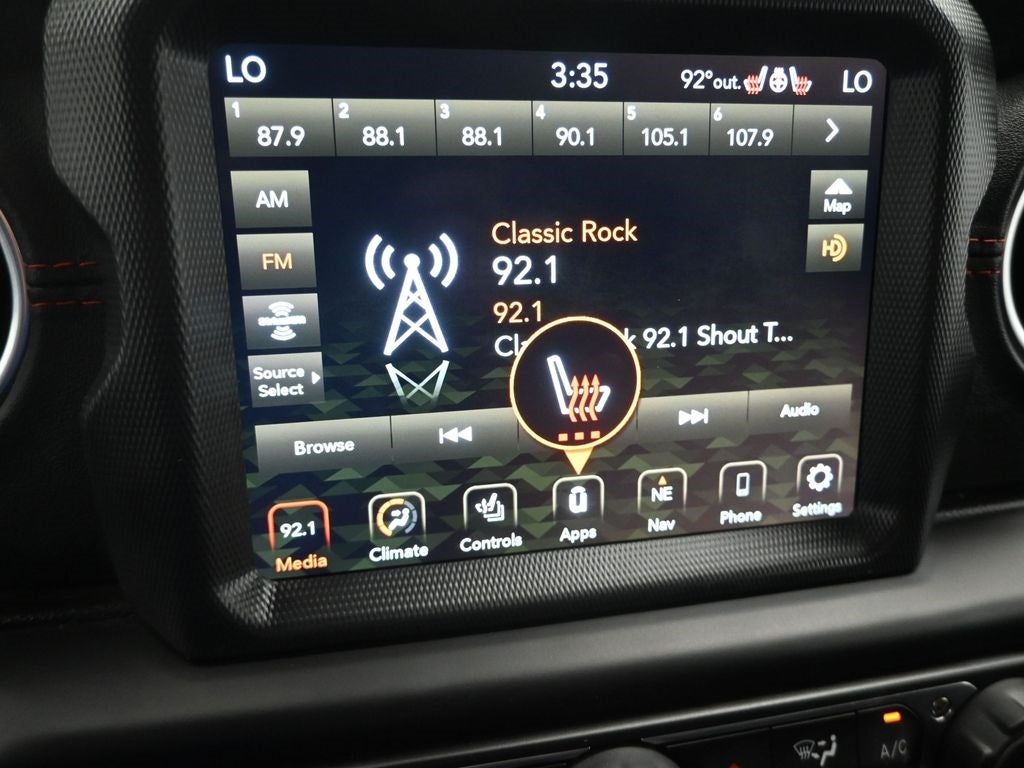 LO 3:35 92°out. LO
1 87.9 2 88.1 3 88.1 4 90.1 5 105.1 6 107.9
AM
FM
Source
Select
Classic Rock
92.1
92.1
Cl k 92.1 Shout T...
Map
HD
Browse Audio
92.1 NE
Media Climate Controls Apps Nav Phone Settings
A/C